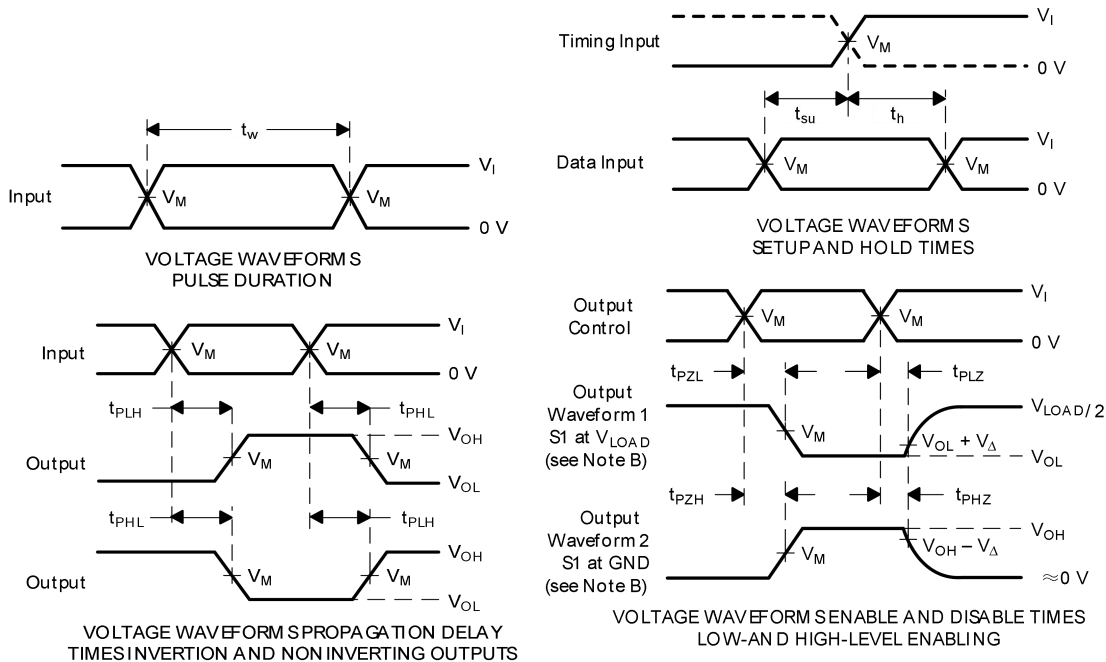 t_w
Input
V_M
V_M
V_I
0 V
VOLTAGE WAVEFORMS
PULSE DURATION
Timing Input
V_M
V_I
0 V
t_su
t_h
Data Input
V_M
V_M
V_I
0 V
VOLTAGE WAVEFORMS
SETUP AND HOLD TIMES
Input
V_M
V_M
V_I
0 V
t_PLH
t_PHL
Output
V_M
V_M
V_OH
V_OL
t_PHL
t_PLH
Output
V_M
V_M
V_OH
V_OL
VOLTAGE WAVEFORMS PROPAGATION DELAY
TIMES INVERTION AND NON INVERTING OUTPUTS
Output
Control
V_M
V_M
V_I
0 V
t_PZL
t_PLZ
Output
Waveform 1
S1 at V_LOAD
(see Note B)
V_M
V_LOAD/2
V_OL + V_Δ
V_OL
t_PZH
t_PHZ
Output
Waveform 2
S1 at GND
(see Note B)
V_M
V_OH
V_OH – V_Δ
≈0 V
VOLTAGE WAVEFORMS ENABLE AND DISABLE TIMES
LOW-AND HIGH-LEVEL ENABLING